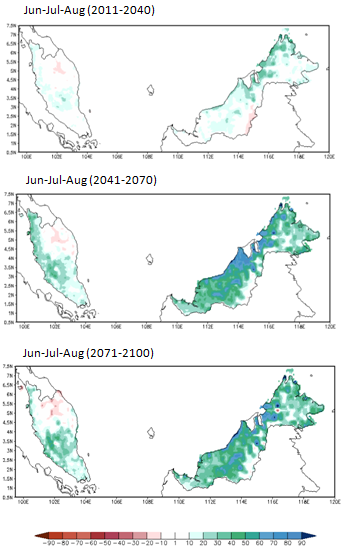 Jun-Jul-Aug (2011-2040)
7.5N
7N
6.5N
6N
5.5N
5N
4.5N
4N
3.5N
3N
2.5N
2N
1.5N
1N
0.5N
100E 102E 104E 106E 108E 110E 112E 114E 116E 118E 120E
Jun-Jul-Aug (2041-2070)
7.5N
7N
6.5N
6N
5.5N
5N
4.5N
4N
3.5N
3N
2.5N
2N
1.5N
1N
0.5N
100E 102E 104E 106E 108E 110E 112E 114E 116E 118E 120E
Jun-Jul-Aug (2071-2100)
7.5N
7N
6.5N
6N
5.5N
5N
4.5N
4N
3.5N
3N
2.5N
2N
1.5N
1N
0.5N
100E 102E 104E 106E 108E 110E 112E 114E 116E 118E 120E
-90 -80 -70 -60 -50 -40 -30 -20 -10 1 10 20 30 40 50 60 70 80 90